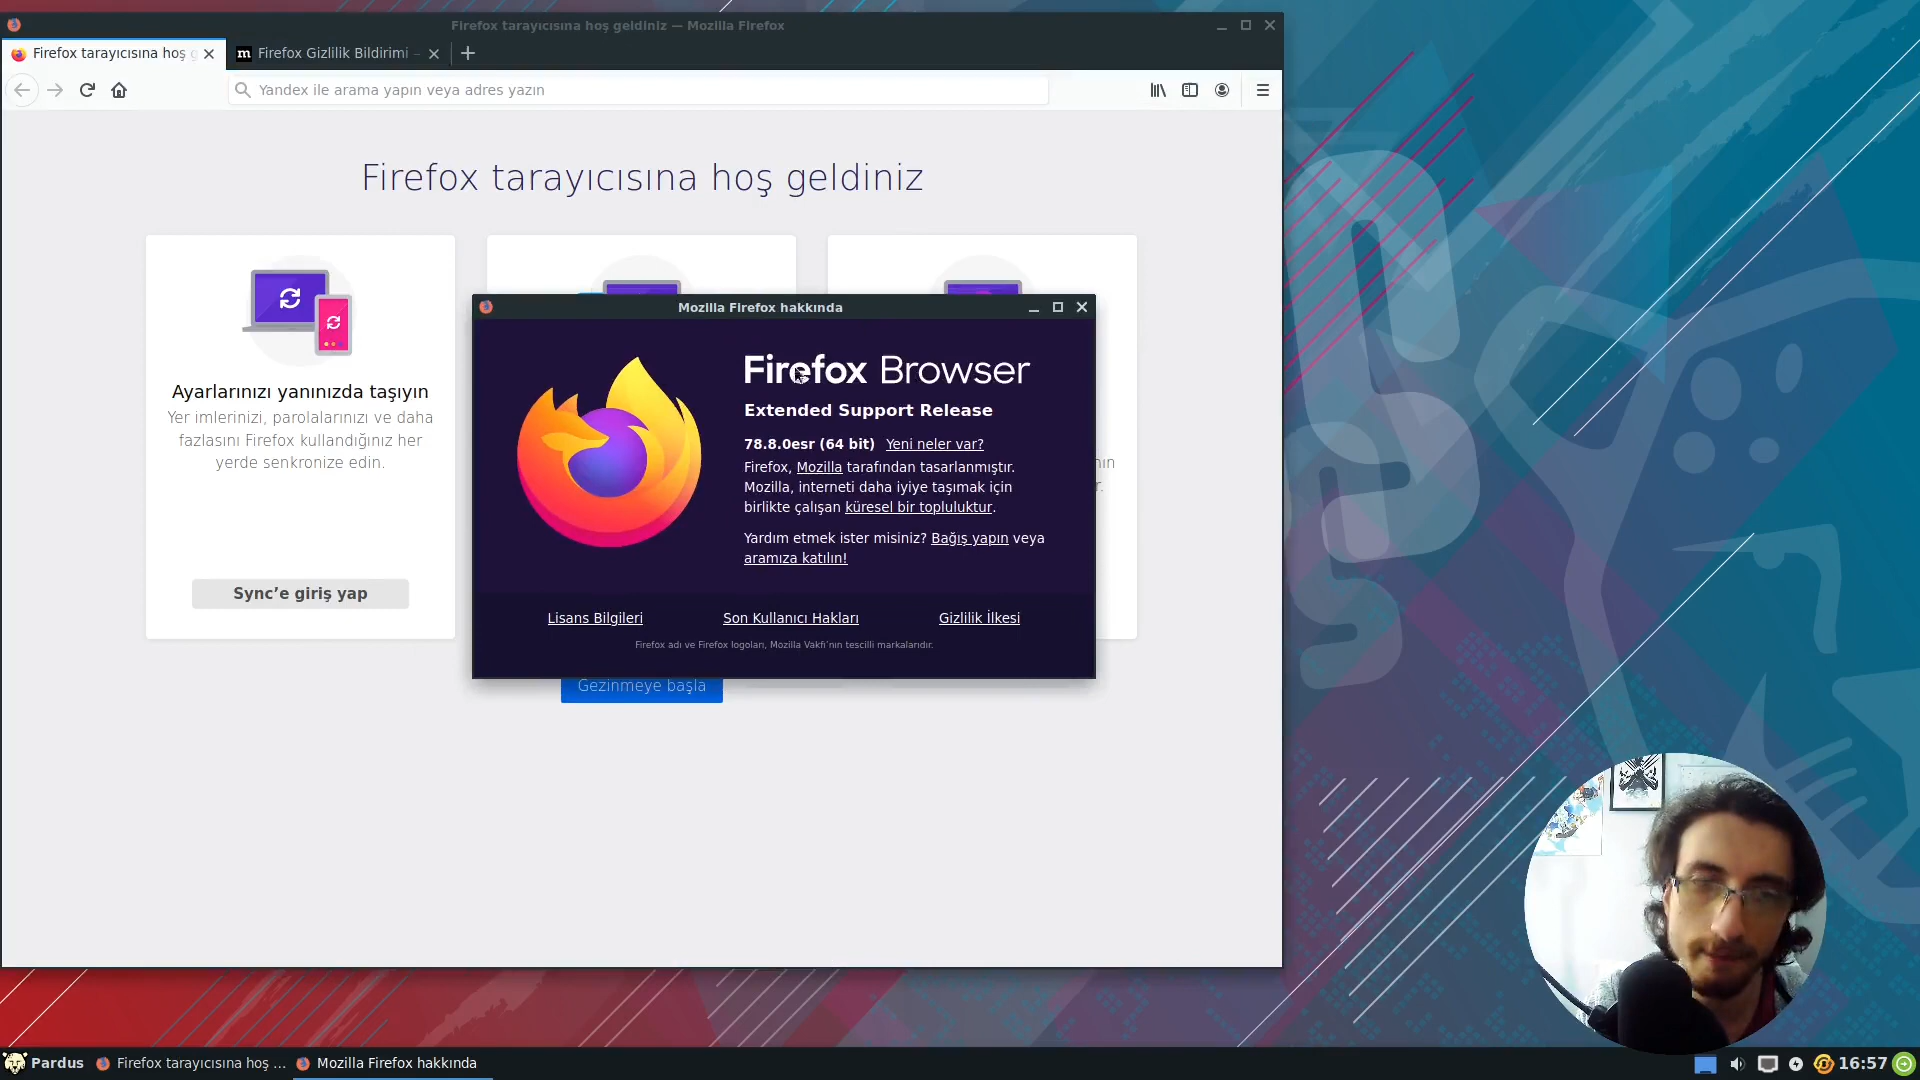 Firefox tarayıcısına hoş geldiniz — Mozilla Firefox
Firefox tarayıcısına hoş g
Firefox Gizlilik Bildirimi –
Yandex ile arama yapın veya adres yazın
Firefox tarayıcısına hoş geldiniz
Ayarlarınızı yanınızda taşıyın
Yer imlerinizi, parolalarınızı ve daha
fazlasını Firefox kullandığınız her
yerde senkronize edin.
Sync’e giriş yap
Mozilla Firefox hakkında
Firefox Browser
Extended Support Release
78.8.0esr (64 bit) Yeni neler var?
Firefox, Mozilla tarafından tasarlanmıştır.
Mozilla, interneti daha iyiye taşımak için
birlikte çalışan küresel bir topluluktur.
Yardım etmek ister misiniz? Bağış yapın veya
aramıza katılın!
Lisans Bilgileri
Son Kullanıcı Hakları
Gizlilik İlkesi
Firefox adı ve Firefox logoları, Mozilla Vakfı’nın tescilli markalarıdır.
Gezinmeye başla
Pardus
Firefox tarayıcısına hoş ...
Mozilla Firefox hakkında
16:57